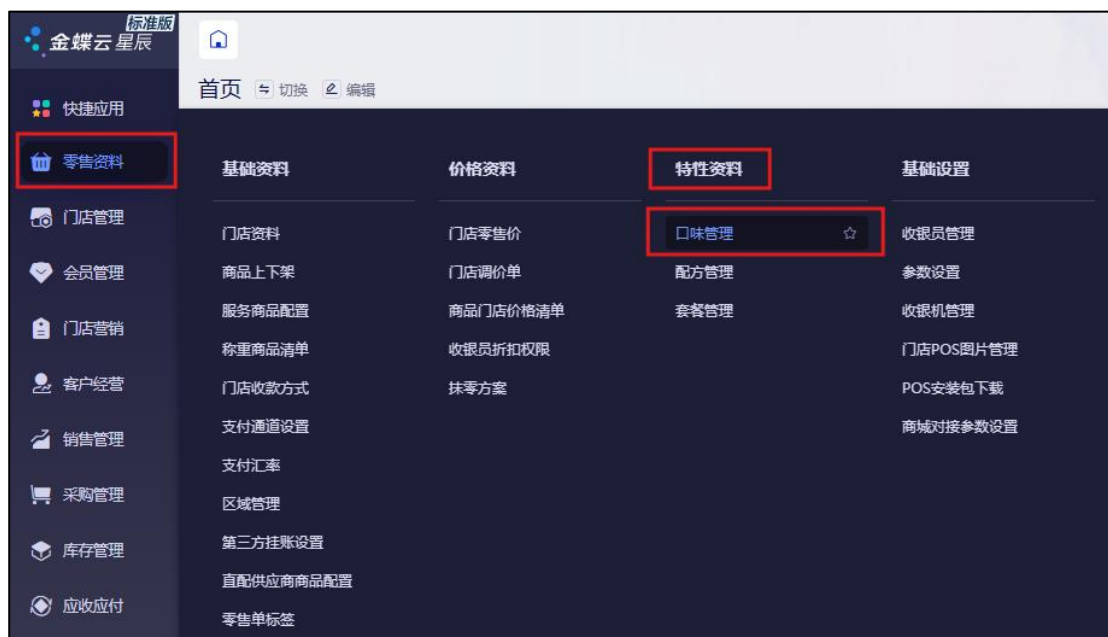 标准版
金蝶云星辰
首页 切换 编辑
快捷应用
零售资料
门店管理
会员管理
门店营销
客户经营
销售管理
采购管理
库存管理
应收应付
基础资料
门店资料
商品上下架
服务商品配置
称重商品清单
门店收款方式
支付通道设置
支付汇率
区域管理
第三方挂账设置
直配供应商商品配置
零售单标签
价格资料
门店零售价
门店调价单
商品门店价格清单
收银员折扣权限
抹零方案
特性资料
口味管理
配方管理
套餐管理
基础设置
收银员管理
参数设置
收银机管理
门店POS图片管理
POS安装包下载
商城对接参数设置